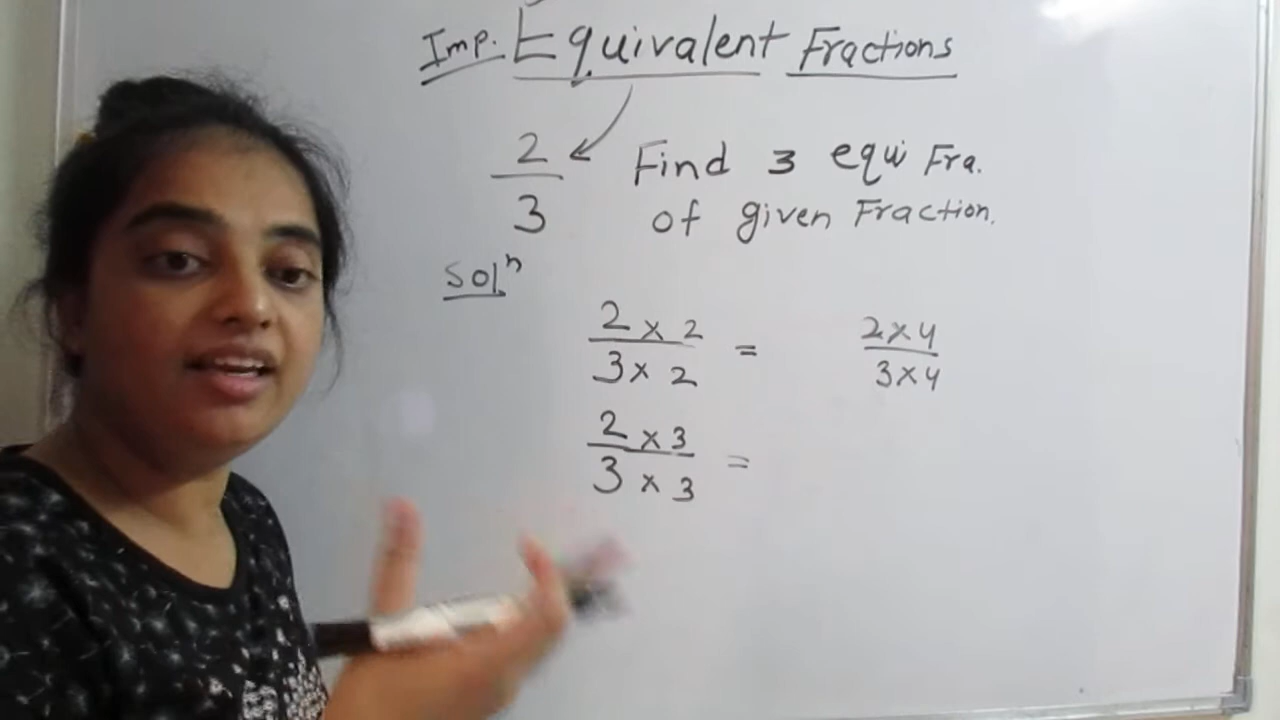 Imp. Equivalent Fractions
2/3 Find 3 equi Fra.
of given Fraction.
Solⁿ
2 × 2 / 3 × 2 =
2 × 4 / 3 × 4
2 × 3 / 3 × 3 =